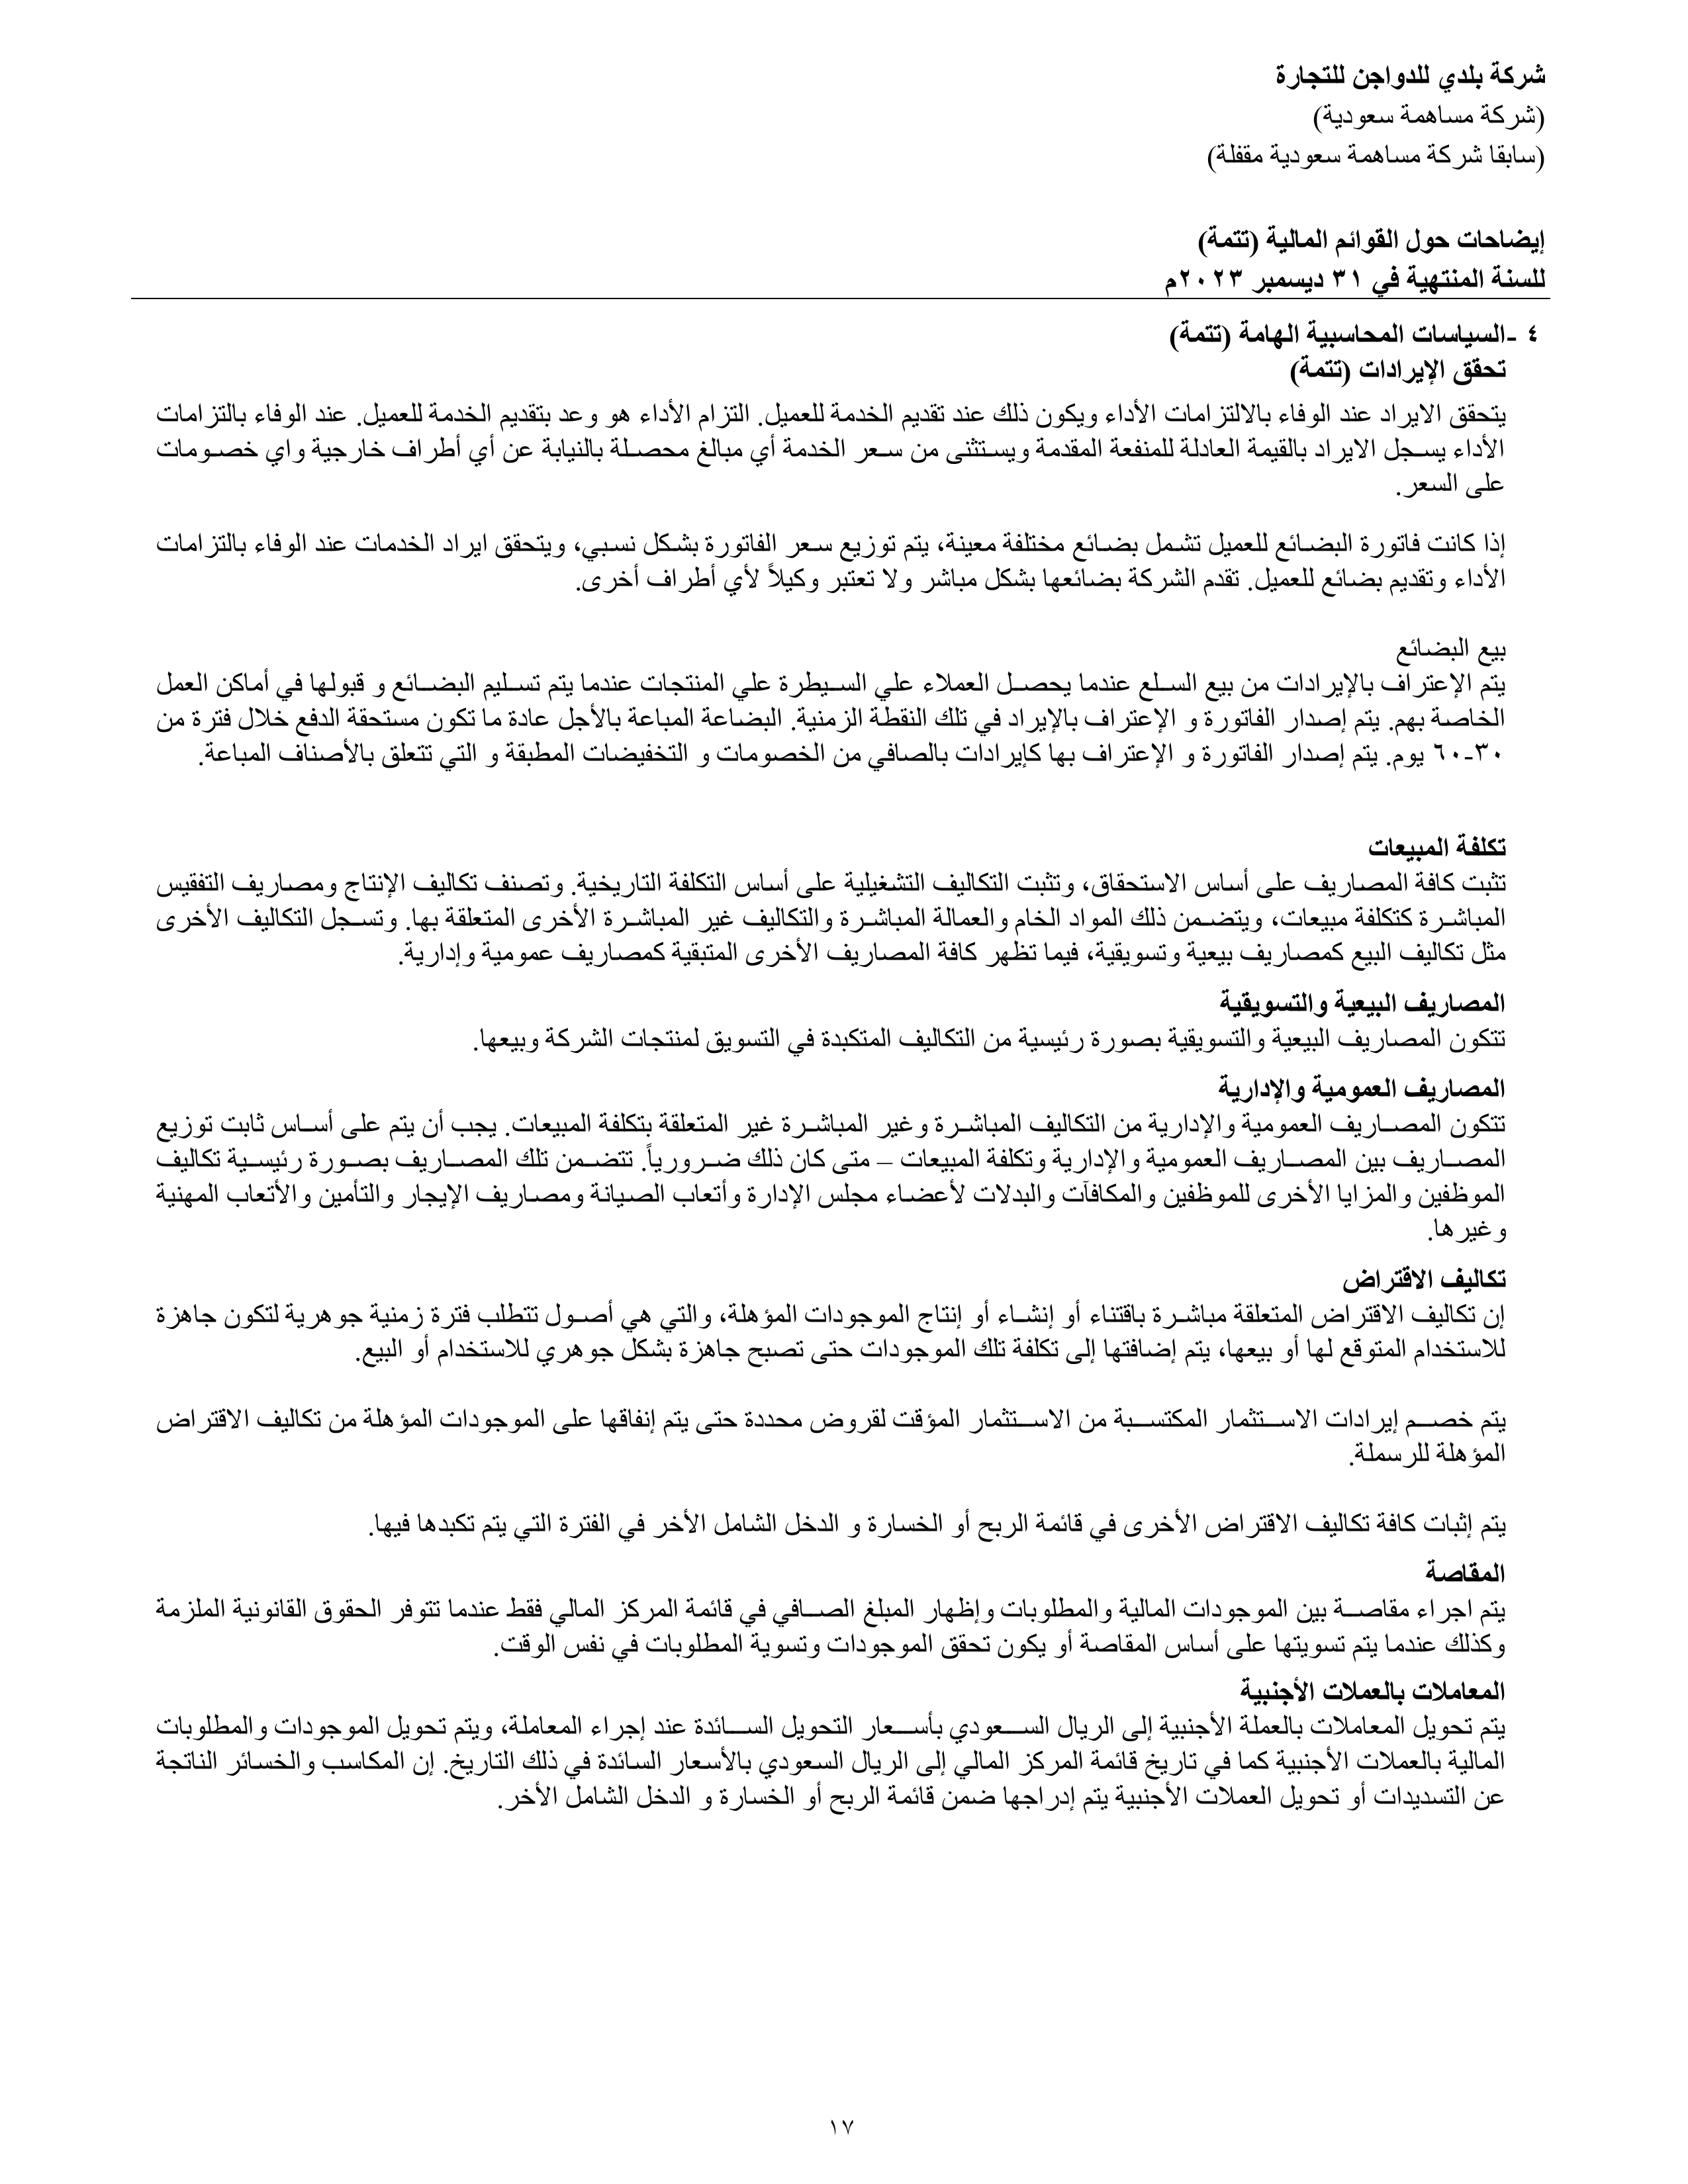 شركة بلدي للدواجن للتجارة
(شركة مساهمة سعودية)
(سابقا شركة مساهمة سعودية مقفلة)
إيضاحات حول القوائم المالية (تتمة)
للسنة المنتهية في ٣١ ديسمبر ٢٠٢٣م
٤ -السياسات المحاسبية الهامة (تتمة)
تحقق الإيرادات (تتمة)
يتحقق الايراد عند الوفاء بالالتزامات الأداء ويكون ذلك عند تقديم الخدمة للعميل. التزام الأداء هو وعد بتقديم الخدمة للعميل. عند الوفاء بالتزامات
الأداء يسجل الايراد بالقيمة العادلة للمنفعة المقدمة ويستثنى من سعر الخدمة أي مبالغ محصلة بالنيابة عن أي أطراف خارجية واي خصومات
على السعر.
إذا كانت فاتورة البضائع للعميل تشمل بضائع مختلفة معينة، يتم توزيع سعر الفاتورة بشكل نسبي، ويتحقق ايراد الخدمات عند الوفاء بالتزامات
الأداء وتقديم بضائع للعميل. تقدم الشركة بضائعها بشكل مباشر ولا تعتبر وكيلاً لأي أطراف أخرى.
بيع البضائع
يتم الإعتراف بالإيرادات من بيع السلع عندما يحصل العملاء علي السيطرة علي المنتجات عندما يتم تسليم البضائع و قبولها في أماكن العمل
الخاصة بهم. يتم إصدار الفاتورة و الإعتراف بالإيراد في تلك النقطة الزمنية. البضاعة المباعة بالأجل عادة ما تكون مستحقة الدفع خلال فترة من
٣٠-٦٠ يوم. يتم إصدار الفاتورة و الإعتراف بها كإيرادات بالصافي من الخصومات و التخفيضات المطبقة و التي تتعلق بالأصناف المباعة.
تكلفة المبيعات
تثبت كافة المصاريف على أساس الاستحقاق، وتثبت التكاليف التشغيلية على أساس التكلفة التاريخية. وتصنف تكاليف الإنتاج ومصاريف التفقيس
المباشرة كتكلفة مبيعات، ويتضمن ذلك المواد الخام والعمالة المباشرة والتكاليف غير المباشرة الأخرى المتعلقة بها. وتسجل التكاليف الأخرى
مثل تكاليف البيع كمصاريف بيعية وتسويقية، فيما تظهر كافة المصاريف الأخرى المتبقية كمصاريف عمومية وإدارية.
المصاريف البيعية والتسويقية
تتكون المصاريف البيعية والتسويقية بصورة رئيسية من التكاليف المتكبدة في التسويق لمنتجات الشركة وبيعها.
المصاريف العمومية والإدارية
تتكون المصاريف العمومية والإدارية من التكاليف المباشرة وغير المباشرة غير المتعلقة بتكلفة المبيعات. يجب أن يتم على أساس ثابت توزيع
المصاريف بين المصاريف العمومية والإدارية وتكلفة المبيعات – متى كان ذلك ضرورياً. تتضمن تلك المصاريف بصورة رئيسية تكاليف
الموظفين والمزايا الأخرى للموظفين والمكافآت والبدلات لأعضاء مجلس الإدارة وأتعاب الصيانة ومصاريف الإيجار والتأمين والأتعاب المهنية
وغيرها.
تكاليف الاقتراض
إن تكاليف الاقتراض المتعلقة مباشرة باقتناء أو إنشاء أو إنتاج الموجودات المؤهلة، والتي هي أصول تتطلب فترة زمنية جوهرية لتكون جاهزة
للاستخدام المتوقع لها أو بيعها، يتم إضافتها إلى تكلفة تلك الموجودات حتى تصبح جاهزة بشكل جوهري للاستخدام أو البيع.
يتم خصم إيرادات الاستثمار المكتسبة من الاستثمار المؤقت لقروض محددة حتى يتم إنفاقها على الموجودات المؤهلة من تكاليف الاقتراض
المؤهلة للرسملة.
يتم إثبات كافة تكاليف الاقتراض الأخرى في قائمة الربح أو الخسارة و الدخل الشامل الأخر في الفترة التي يتم تكبدها فيها.
المقاصة
يتم اجراء مقاصة بين الموجودات المالية والمطلوبات وإظهار المبلغ الصافي في قائمة المركز المالي فقط عندما تتوفر الحقوق القانونية الملزمة
وكذلك عندما يتم تسويتها على أساس المقاصة أو يكون تحقق الموجودات وتسوية المطلوبات في نفس الوقت.
المعاملات بالعملات الأجنبية
يتم تحويل المعاملات بالعملة الأجنبية إلى الريال السعودي بأسعار التحويل السائدة عند إجراء المعاملة، ويتم تحويل الموجودات والمطلوبات
المالية بالعملات الأجنبية كما في تاريخ قائمة المركز المالي إلى الريال السعودي بالأسعار السائدة في ذلك التاريخ. إن المكاسب والخسائر الناتجة
عن التسديدات أو تحويل العملات الأجنبية يتم إدراجها ضمن قائمة الربح أو الخسارة و الدخل الشامل الأخر.
١٧